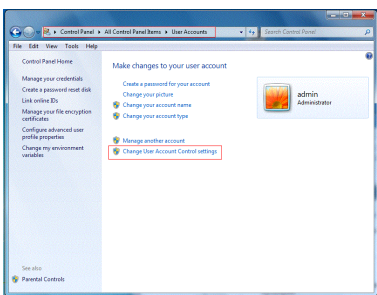 Control Panel ▸ All Control Panel Items ▸ User Accounts
Search Control Panel
File Edit View Tools Help
Control Panel Home
Manage your credentials
Create a password reset disk
Link online IDs
Manage your file encryption
certificates
Configure advanced user
profile properties
Change my environment
variables
See also
Parental Controls
Make changes to your user account
Create a password for your account
Change your picture
Change your account name
Change your account type
Manage another account
Change User Account Control settings
admin
Administrator